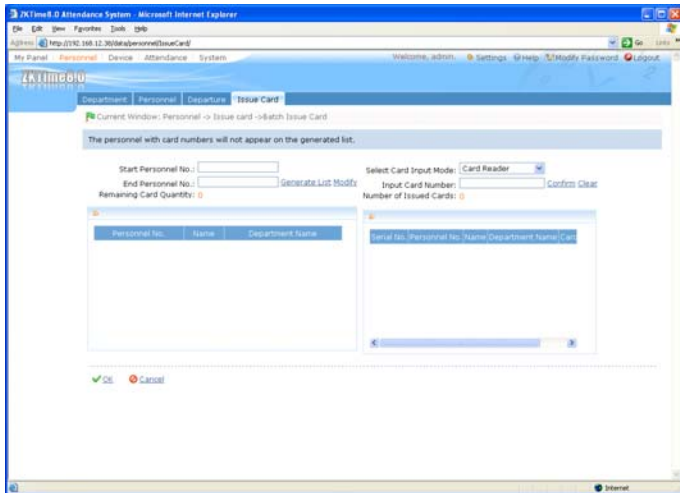 ZKTime8.0 Attendance System - Microsoft Internet Explorer
File Edit View Favorites Tools Help
Address http://192.168.12.36/data/personnel/IssueCard/ Go Links
My Panel Personnel Device Attendance System Welcome, admin. Settings Help Modify Password Logout
ZKTime8.0
Department Personnel Departure Issue Card
Current Window: Personnel -> Issue card ->Batch Issue Card
The personnel with card numbers will not appear on the generated list.
Start Personnel No.: Select Card Input Mode: Card Reader
End Personnel No.: Generate List Modify Input Card Number: Confirm Clear
Remaining Card Quantity: 0 Number of Issued Cards: 0
Personnel No. Name Department Name Serial No. Personnel No. Name Department Name Card
OK Cancel
Internet